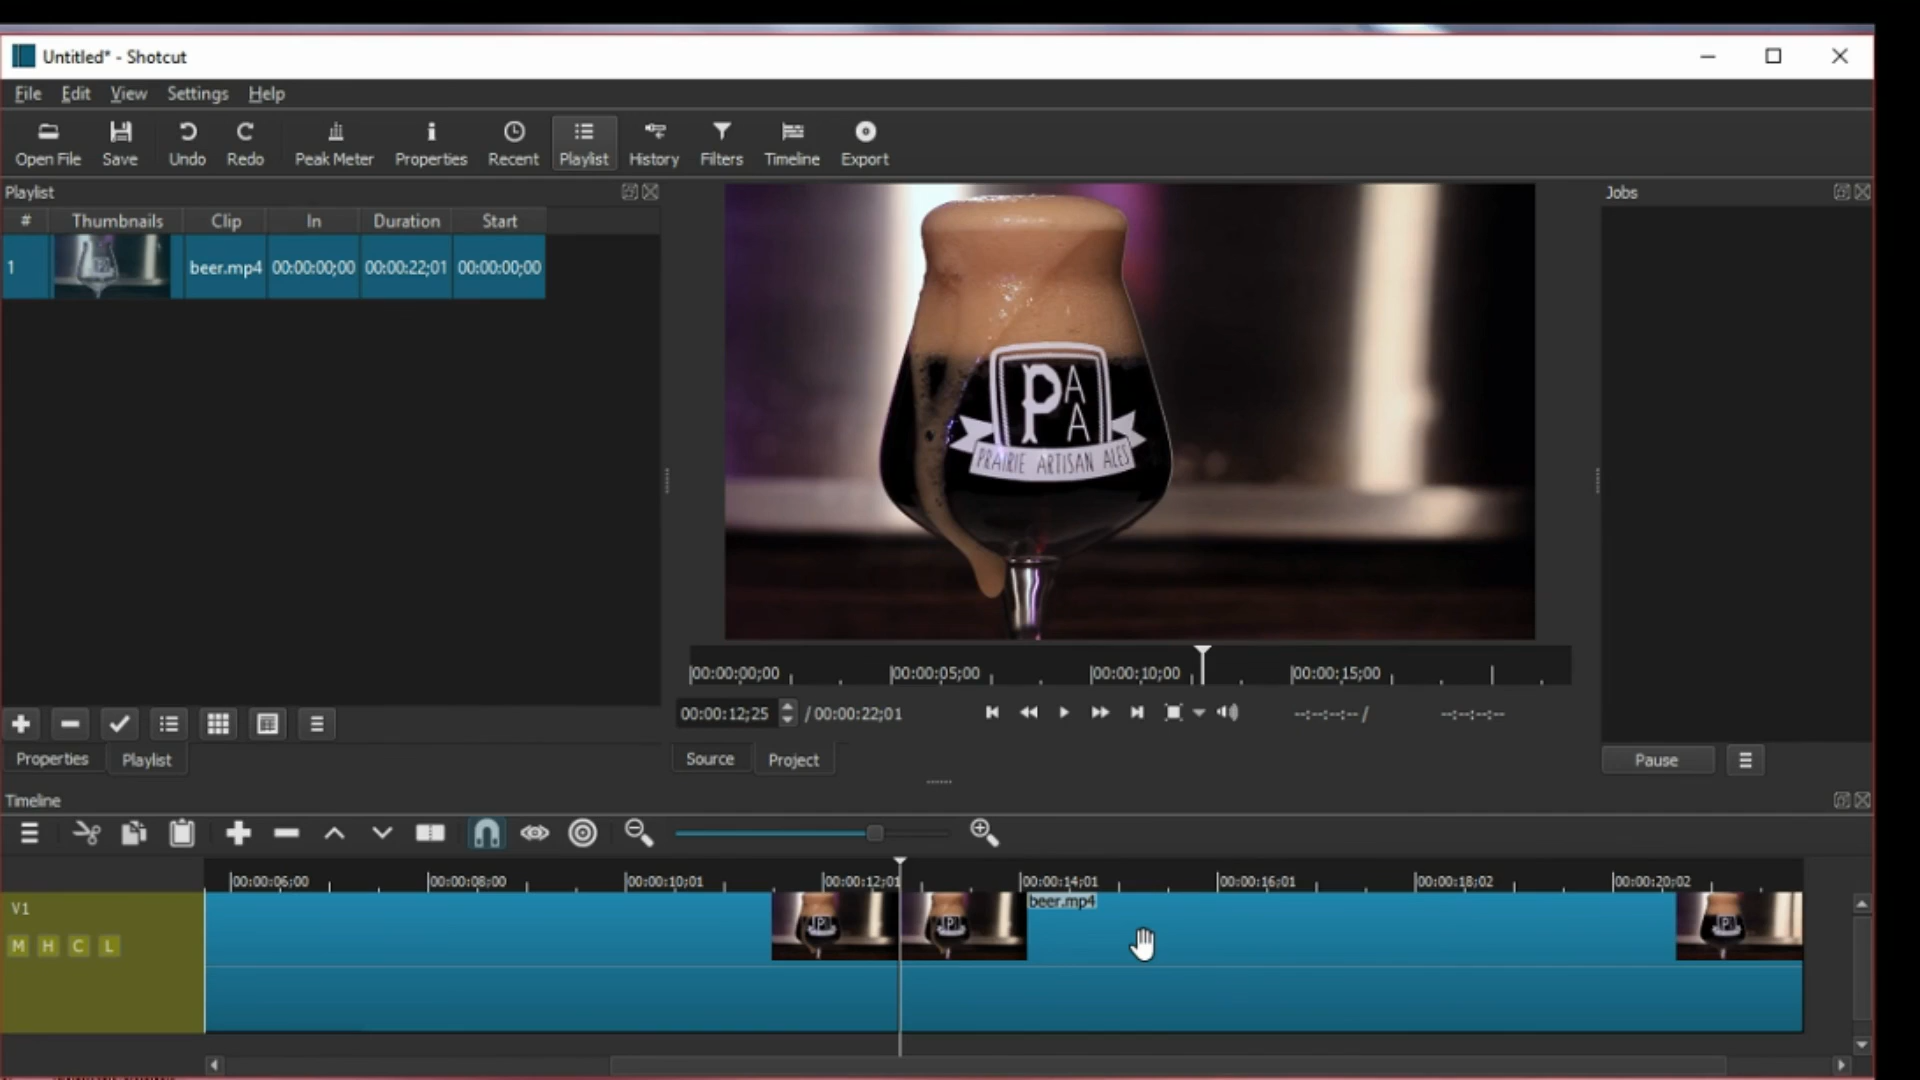 Untitled* - Shotcut
File Edit View Settings Help
Open File Save Undo Redo Peak Meter Properties Recent Playlist History Filters Timeline Export
Playlist
# Thumbnails Clip In Duration Start
1 beer.mp4 00:00:00;00 00:00:22;01 00:00:00;00
PAA
PRAIRIE ARTISAN ALES
Jobs
00:00:00;00 00:00:05;00 00:00:10;00 00:00:15;00
00:00:12;25 / 00:00:22;01 --:--:--:-- / --:--:--:--
Properties Playlist
Source Project
Pause
Timeline
00:00:06;00 00:00:08;00 00:00:10;01 00:00:12;01 00:00:14;01 00:00:16;01 00:00:18;02 00:00:20;02
V1
beer.mp4
M H C L